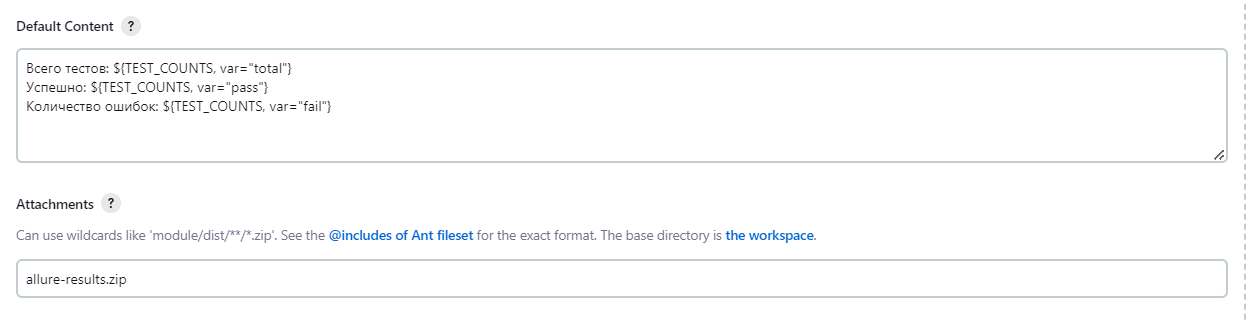 Default Content ?
Всего тестов: ${TEST_COUNTS, var="total"}
Успешно: ${TEST_COUNTS, var="pass"}
Количество ошибок: ${TEST_COUNTS, var="fail"}
Attachments ?
Can use wildcards like 'module/dist/**/*.zip'. See the @includes of Ant fileset for the exact format. The base directory is the workspace.
allure-results.zip